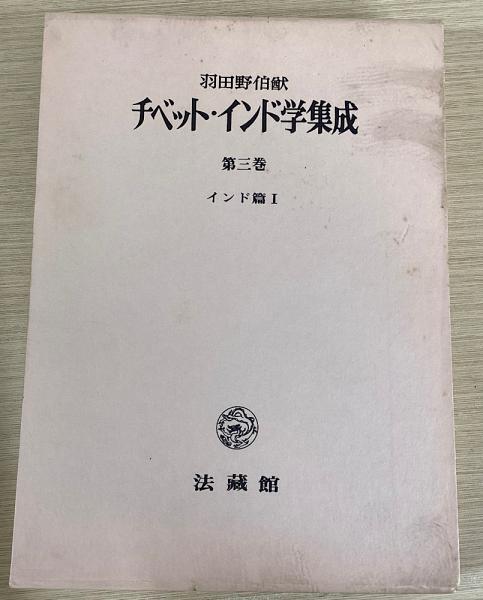 羽田野伯猷
チベット・インド学集成
第三巻
インド篇 I
法藏館